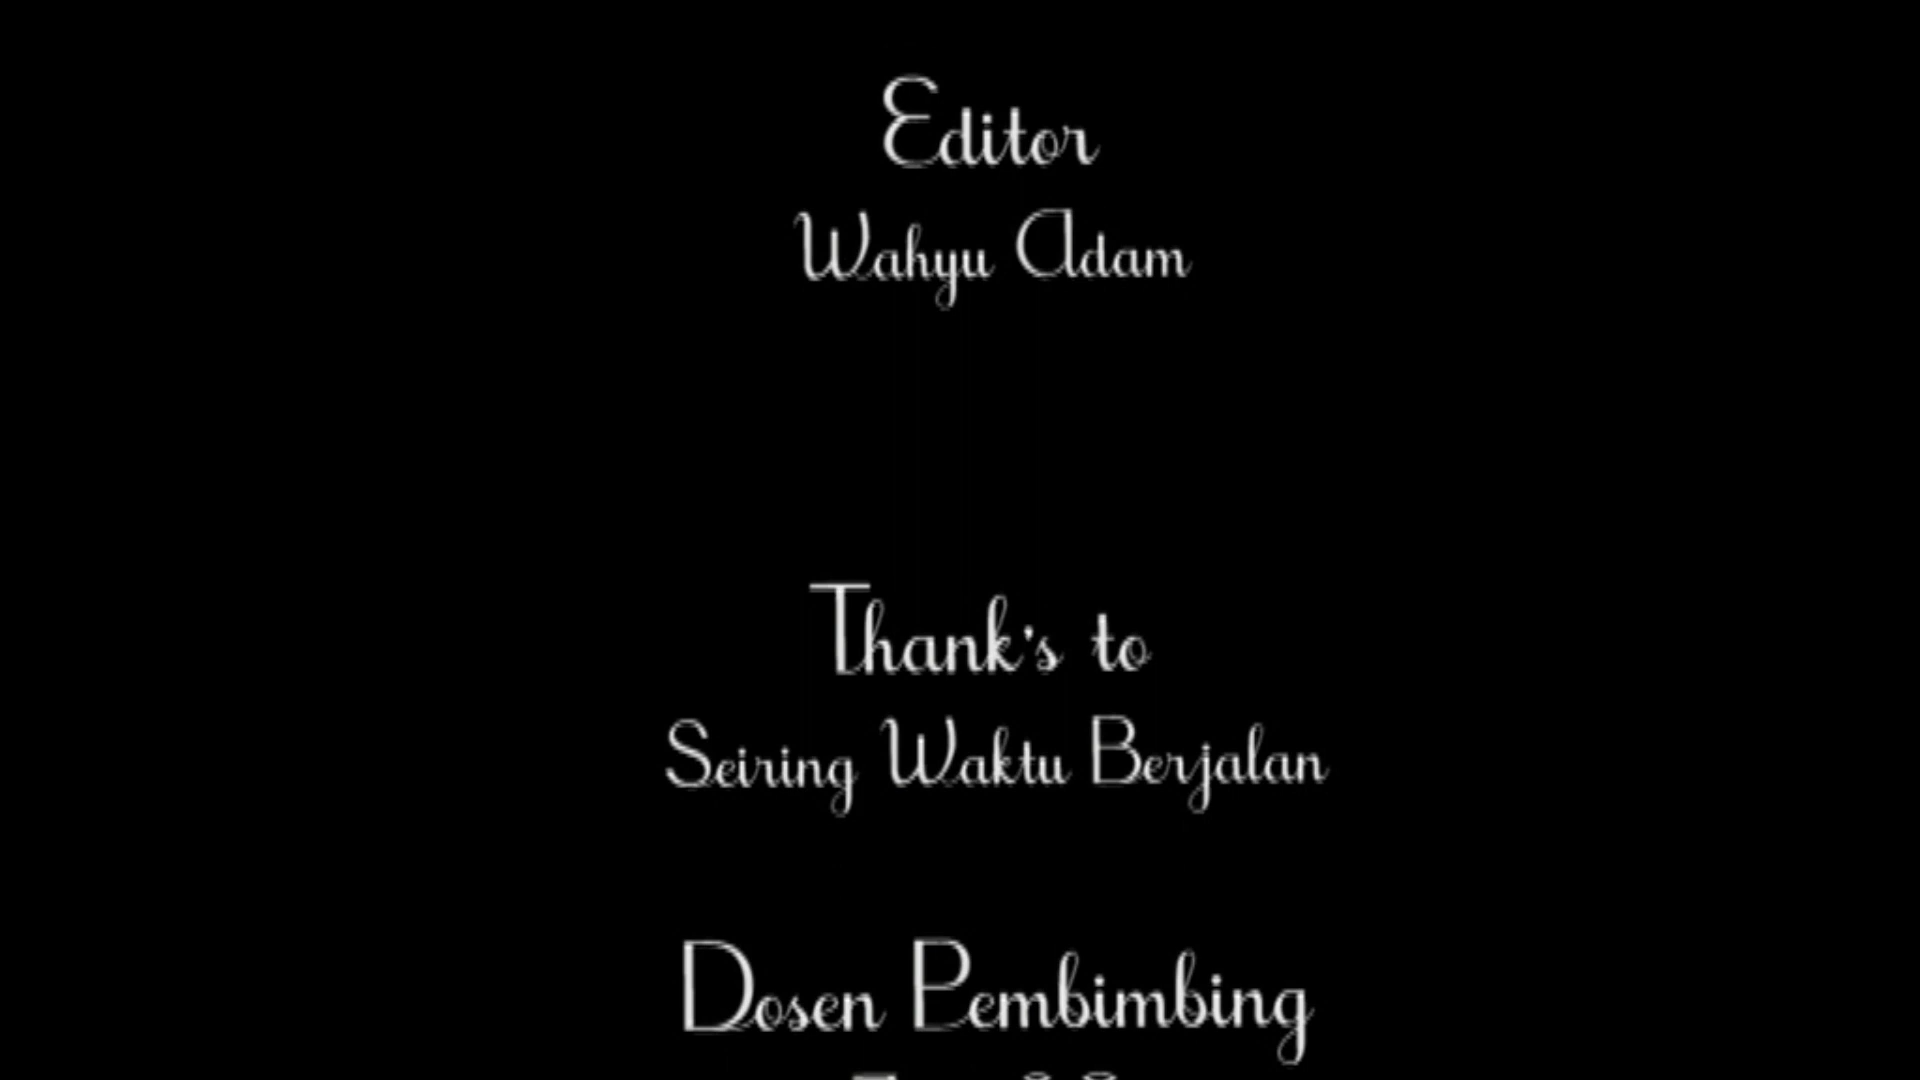 Editor
Wahyu Adam
Thank's to
Seiring Waktu Berjalan
Dosen Pembimbing